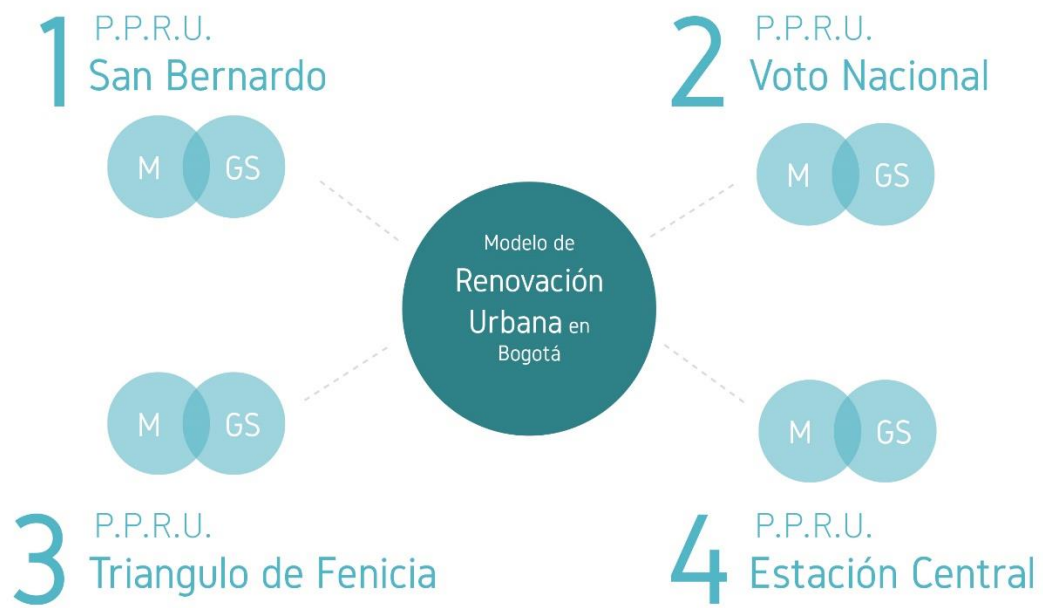 1 P.P.R.U.
San Bernardo
M GS
2 P.P.R.U.
Voto Nacional
M GS
Modelo de
Renovación
Urbana en
Bogotá
M GS
3 P.P.R.U.
Triangulo de Fenicia
M GS
4 P.P.R.U.
Estación Central